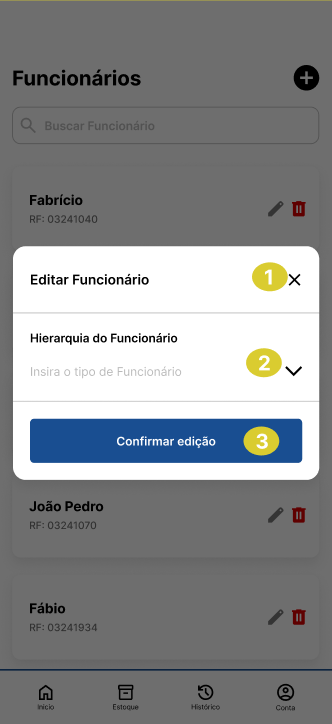 Funcionários
Buscar Funcionário
Fabrício
RF: 03241040
Editar Funcionário
1
Hierarquia do Funcionário
Insira o tipo de Funcionário
2
Confirmar edição
3
João Pedro
RF: 03241070
Fábio
RF: 03241934
Início
Estoque
Histórico
Conta